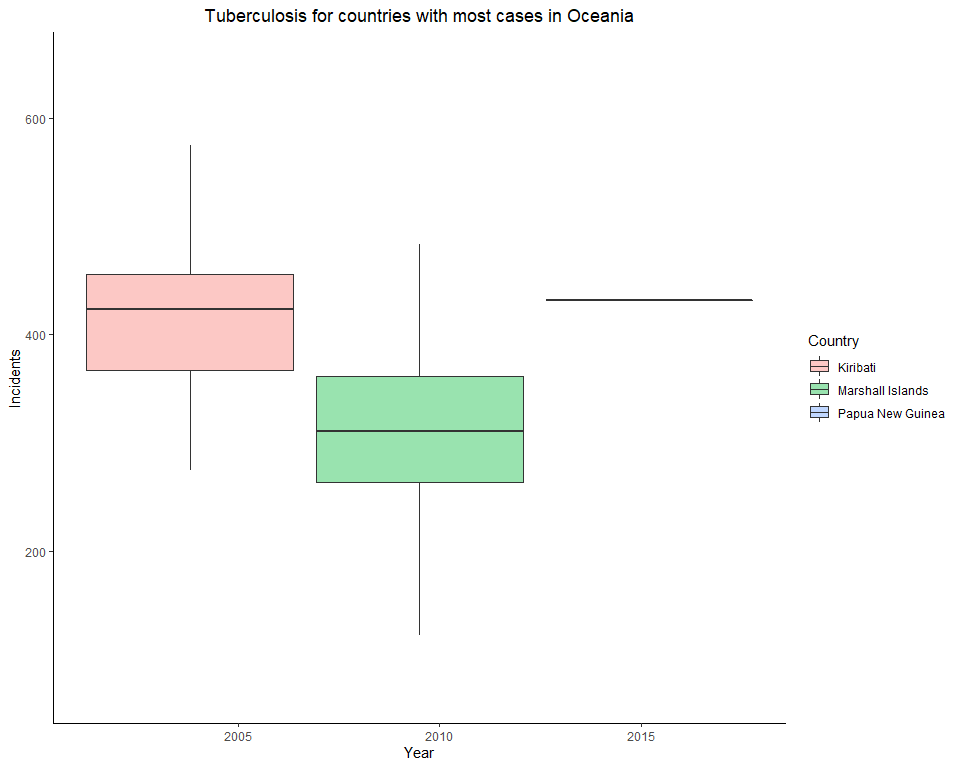 Tuberculosis for countries with most cases in Oceania
600
400
200
Incidents
2005
2010
2015
Year
Country
Kiribati
Marshall Islands
Papua New Guinea